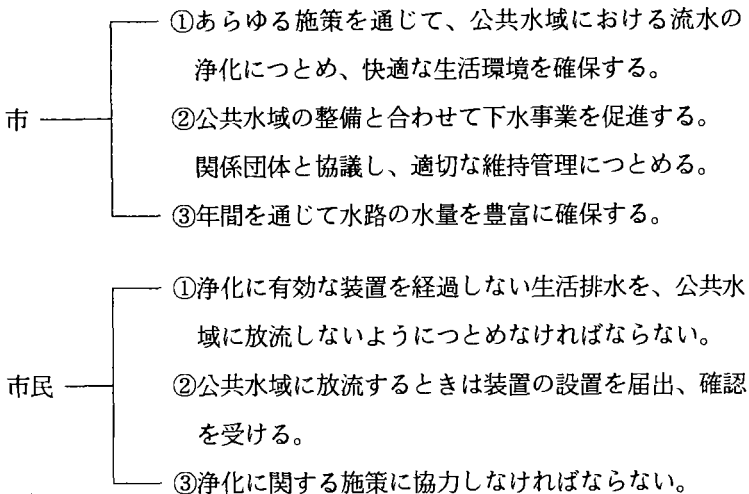 ①あらゆる施策を通じて、公共水域における流水の
浄化につとめ、快適な生活環境を確保する。
市
②公共水域の整備と合わせて下水事業を促進する。
関係団体と協議し、適切な維持管理につとめる。
③年間を通じて水路の水量を豊富に確保する。
①浄化に有効な装置を経過しない生活排水を、公共水
域に放流しないようにつとめなければならない。
市民
②公共水域に放流するときは装置の設置を届出、確認
を受ける。
③浄化に関する施策に協力しなければならない。